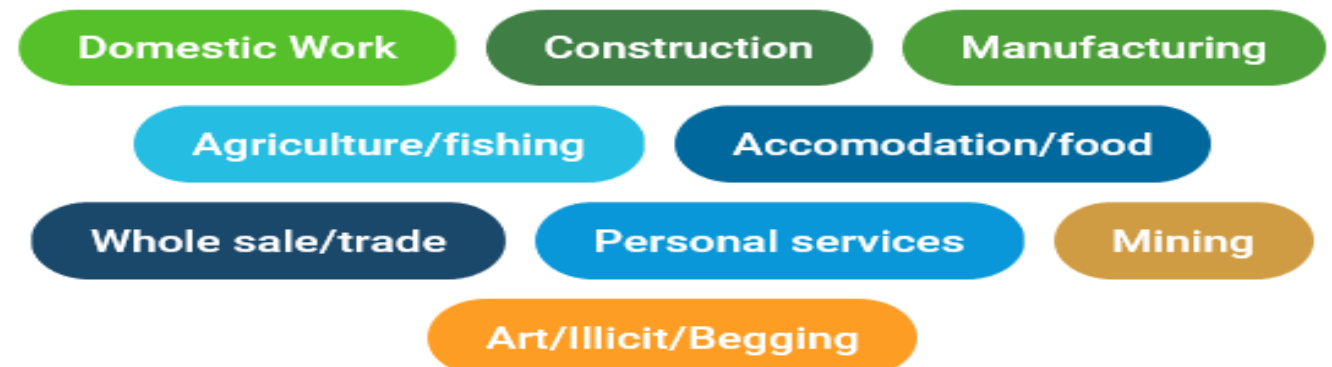 Domestic Work Construction Manufacturing
Agriculture/fishing Accomodation/food
Whole sale/trade Personal services Mining
Art/Illicit/Begging